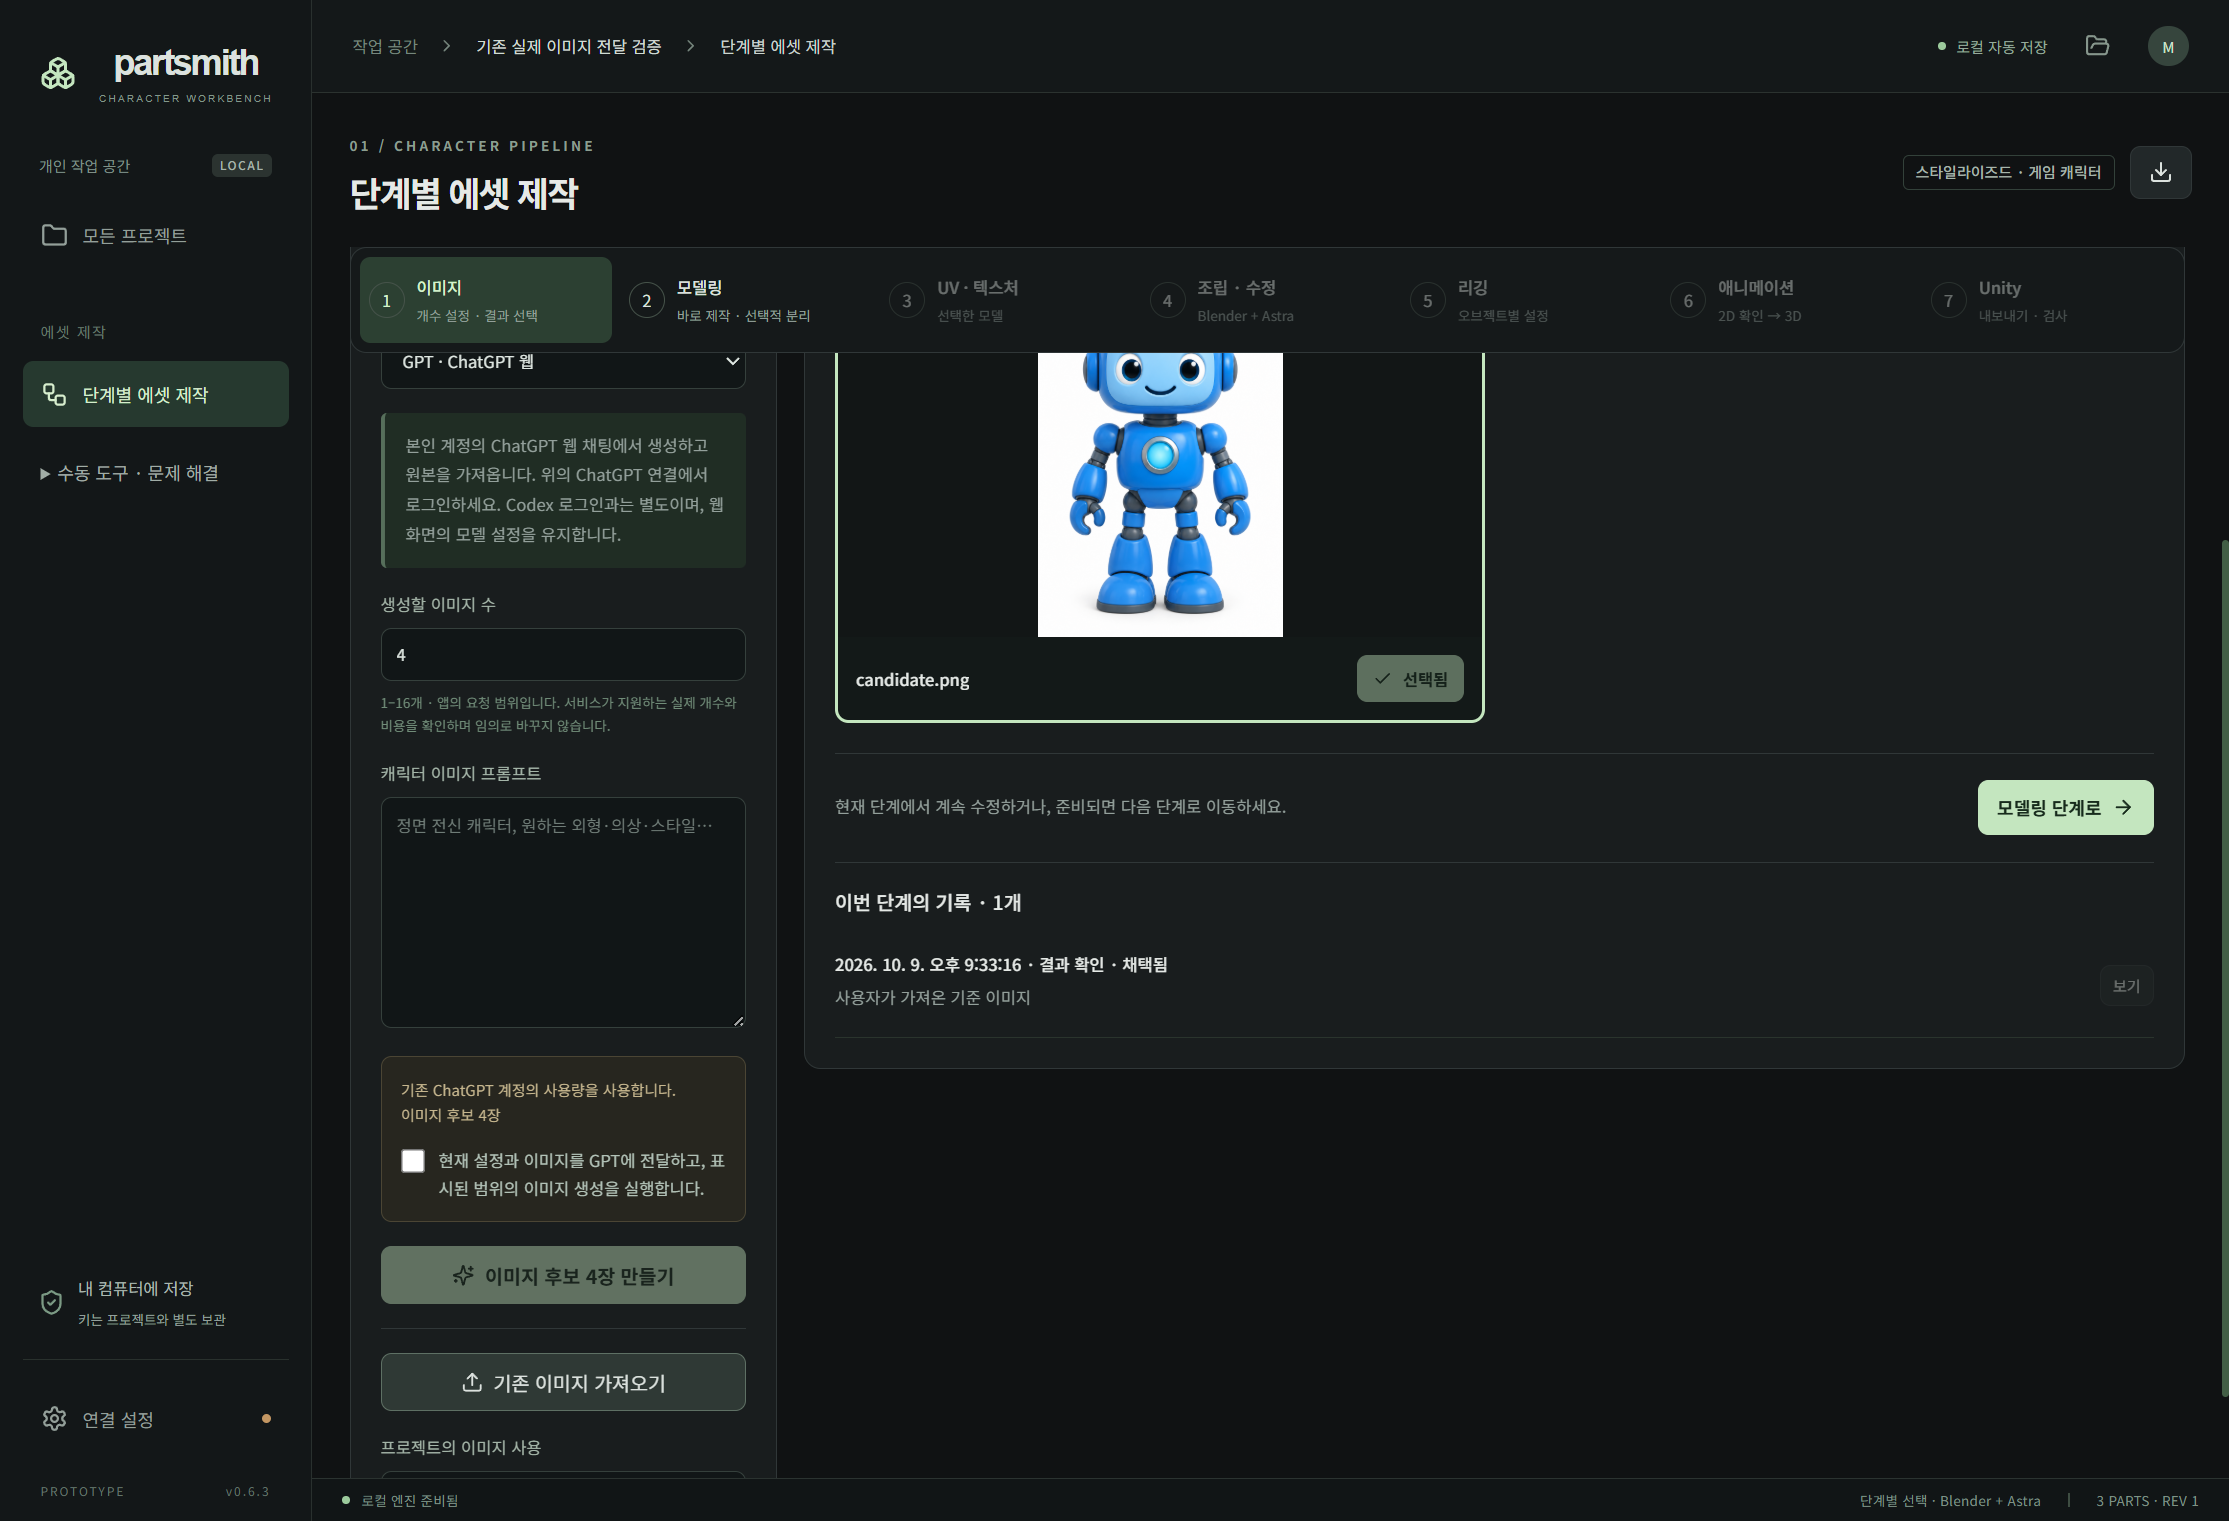 partsmith
CHARACTER WORKBENCH
개인 작업 공간
LOCAL
모든 프로젝트
에셋 제작
단계별 에셋 제작
수동 도구 · 문제 해결
내 컴퓨터에 저장
키는 프로젝트와 별도 보관
연결 설정
PROTOTYPE
v0.6.3
작업 공간
기존 실제 이미지 전달 검증
단계별 에셋 제작
로컬 자동 저장
M
01 / CHARACTER PIPELINE
단계별 에셋 제작
스타일라이즈드 · 게임 캐릭터
1
이미지
개수 설정 · 결과 선택
2
모델링
바로 제작 · 선택적 분리
3
UV · 텍스처
선택한 모델
4
조립 · 수정
Blender + Astra
5
리깅
오브젝트별 설정
6
애니메이션
2D 확인 → 3D
7
Unity
내보내기 · 검사
GPT · ChatGPT 웹
본인 계정의 ChatGPT 웹 채팅에서 생성하고
원본을 가져옵니다. 위의 ChatGPT 연결에서
로그인하세요. Codex 로그인과는 별도이며, 웹
화면의 모델 설정을 유지합니다.
생성할 이미지 수
4
1–16개 · 앱의 요청 범위입니다. 서비스가 지원하는 실제 개수와
비용을 확인하며 임의로 바꾸지 않습니다.
캐릭터 이미지 프롬프트
정면 전신 캐릭터, 원하는 외형·의상·스타일…
기존 ChatGPT 계정의 사용량을 사용합니다.
이미지 후보 4장
현재 설정과 이미지를 GPT에 전달하고, 표
시된 범위의 이미지 생성을 실행합니다.
이미지 후보 4장 만들기
기존 이미지 가져오기
프로젝트의 이미지 사용
candidate.png
선택됨
현재 단계에서 계속 수정하거나, 준비되면 다음 단계로 이동하세요.
모델링 단계로
이번 단계의 기록 · 1개
2026. 10. 9. 오후 9:33:16 · 결과 확인 · 채택됨
사용자가 가져온 기준 이미지
보기
로컬 엔진 준비됨
단계별 선택 · Blender + Astra
3 PARTS · REV 1